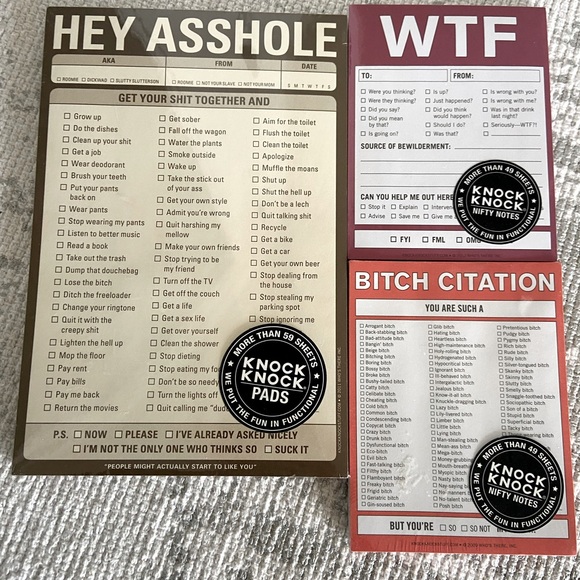 HEY ASSHOLE
AKA FROM DATE
☐ ROOMIE ☐ DICKWAD ☐ SLUTTY SLUTTERSON ☐ ROOMIE ☐ NOT YOUR SLAVE ☐ NOT YOUR MOM S M T W T F S
GET YOUR SHIT TOGETHER AND
☐ Grow up
☐ Do the dishes
☐ Clean up your shit
☐ Get a job
☐ Wear deodorant
☐ Brush your teeth
☐ Put your pants
back on
☐ Wear pants
☐ Stop wearing my pants
☐ Listen to better music
☐ Read a book
☐ Take out the trash
☐ Dump that douchebag
☐ Lose the bitch
☐ Ditch the freeloader
☐ Change your ringtone
☐ Quit it with the
creepy shit
☐ Lighten the hell up
☐ Mop the floor
☐ Pay rent
☐ Pay bills
☐ Pay me back
☐ Return the movies
☐ Get sober
☐ Fall off the wagon
☐ Water the plants
☐ Smoke outside
☐ Wake up
☐ Take the stick out
of your ass
☐ Get your own style
☐ Admit you're wrong
☐ Quit harshing my
mellow
☐ Make your own friends
☐ Stop trying to be
my friend
☐ Turn off the TV
☐ Get off the couch
☐ Get a life
☐ Get a sex life
☐ Get over yourself
☐ Clean the shower
☐ Stop dieting
☐ Stop eating my
☐ Don't be so
☐ Turn the lights off
☐ Quit calling me "dude"
☐ Aim for the toilet
☐ Flush the toilet
☐ Clean the toilet
☐ Apologize
☐ Muffle the moans
☐ Shut up
☐ Shut the hell up
☐ Don't be a lech
☐ Quit talking shit
☐ Recycle
☐ Get a bike
☐ Get a car
☐ Get your own beer
☐ Stop dealing from
the house
☐ Stop stealing my
parking spot
☐ Stop ignoring me
MORE THAN 59 SHEETS
KNOCK
KNOCK®
PADS
WE PUT THE FUN IN FUNCTIONAL
P.S. ☐ NOW ☐ PLEASE ☐ I'VE ALREADY ASKED NICELY
☐ I'M NOT THE ONLY ONE WHO THINKS SO ☐ SUCK IT
"PEOPLE MIGHT ACTUALLY START TO LIKE YOU"
WTF
TO: FROM:
☐ Were you thinking?
☐ Were they thinking?
☐ Did you say?
☐ Did you mean
by that?
☐ Is going on?
☐ Is up?
☐ Just happened?
☐ Did you think
would happen?
☐ Should I do?
☐ Was that?
☐ Is wrong with you?
☐ Is wrong with me?
☐ Was in that drink
last night?
☐ Seriously—WTF?!
SOURCE OF BEWILDERMENT:
CAN YOU HELP ME OUT HERE
☐ Stop it ☐ Explain
☐ Advise ☐ Save me ☐ Give me
☐ FYI ☐ FML ☐ OMG
MORE THAN 49 SHEETS
KNOCK
KNOCK®
NIFTY NOTES
WE PUT THE FUN IN FUNCTIONAL
BITCH CITATION
YOU ARE SUCH A
☐ Arrogant bitch
☐ Back-stabbing bitch
☐ Bad-attitude bitch
☐ Bangin' bitch
☐ Beige bitch
☐ Bitching bitch
☐ Boring bitch
☐ Bossy bitch
☐ Broke bitch
☐ Busty-tailed bitch
☐ Catty bitch
☐ Celibate bitch
☐ Cheating bitch
☐ Cold bitch
☐ Common bitch
☐ Condescending bitch
☐ Copycat bitch
☐ Crazy bitch
☐ Drunk bitch
☐ Dysfunctional bitch
☐ Eco-bitch
☐ Evil bitch
☐ Fast-talking bitch
☐ Filthy bitch
☐ Flamboyant bitch
☐ Freaky bitch
☐ Frigid bitch
☐ Geriatric bitch
☐ Gin-soused bitch
☐ Glib bitch
☐ Hating bitch
☐ Heartless bitch
☐ High-maintenance bitch
☐ Holy-rolling bitch
☐ Hydrogenated bitch
☐ Hypocritical bitch
☐ Ignorant bitch
☐ Ill-behaved bitch
☐ Intergalactic bitch
☐ Jealous bitch
☐ Know-it-all bitch
☐ Knuckle-dragging bitch
☐ Lazy bitch
☐ Lily-livered bitch
☐ Limber bitch
☐ Little bitch
☐ Lying bitch
☐ Man-stealing bitch
☐ Mean-ass bitch
☐ Mega-bitch
☐ Pretentious bitch
☐ Pudgy bitch
☐ Pygmy bitch
☐ Rich bitch
☐ Rude bitch
☐ Silly bitch
☐ Silver-tongued bitch
☐ Skanky bitch
☐ Skinny bitch
☐ Slutty bitch
☐ Smelly bitch
☐ Snaggle-toothed bitch
☐ Sociopathic bitch
☐ Son of a bitch
☐ Stupid bitch
☐ Superficial bitch
☐ Tacky bitch
MORE THAN 49 SHEETS
KNOCK
KNOCK®
NIFTY NOTES
WE PUT THE FUN IN FUNCTIONAL
BUT YOU'RE ☐ SO ☐ SO NOT